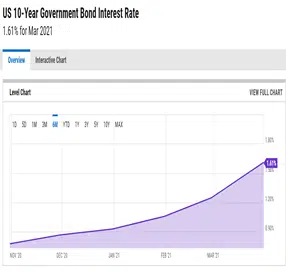 US 10-Year Government Bond Interest Rate
1.61% for Mar 2021
Overview Interactive Chart
Level Chart VIEW FULL CHART
1D 5D 1M 3M 6M YTD 1Y 3Y 5Y 10Y MAX
1.80%
1.61%
1.20%
0.90%
NOV '20 DEC '20 JAN '21 FEB '21 MAR '21